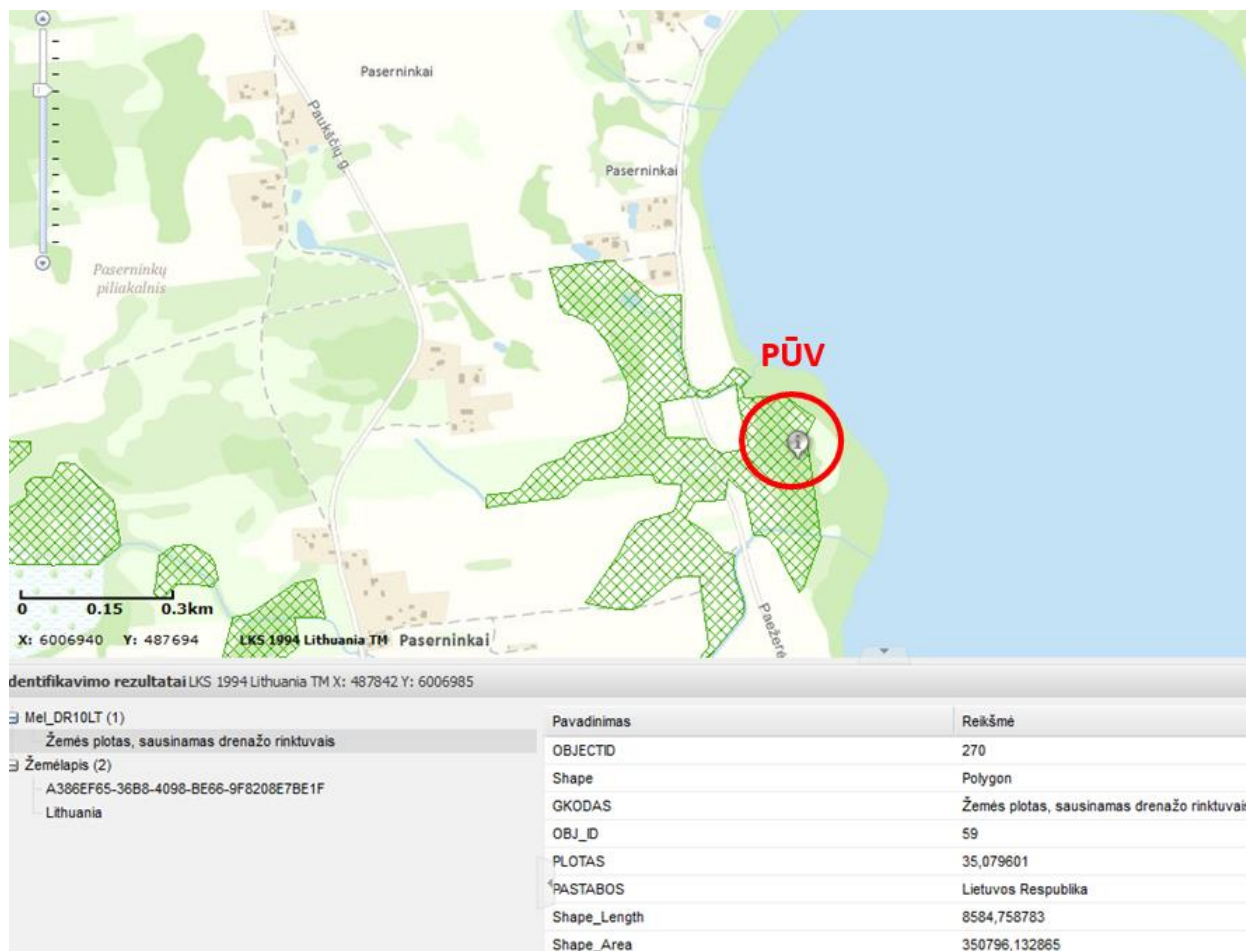 Paserninkai
Paukščių g.
Paserninkai
Paserninkų
piliakalnis
PŪV
0 0.15 0.3km
X: 6006940 Y: 487694 LKS 1994 Lithuania TM Paserninkai
Paežerė
dentifikavimo rezultatai LKS 1994 Lithuania TM X: 487842 Y: 6006985
Mel_DR10LT (1)
Žemės plotas, sausinamas drenažo rinktuvais
Žemėlapis (2)
A386EF65-36B8-4098-BE66-9F8208E7BE1F
Lithuania
Pavadinimas Reikšmė
OBJECTID 270
Shape Polygon
GKODAS Žemės plotas, sausinamas drenažo rinktuvais
OBJ_ID 59
PLOTAS 35,079601
PASTABOS Lietuvos Respublika
Shape_Length 8584,758783
Shape_Area 350796,132865